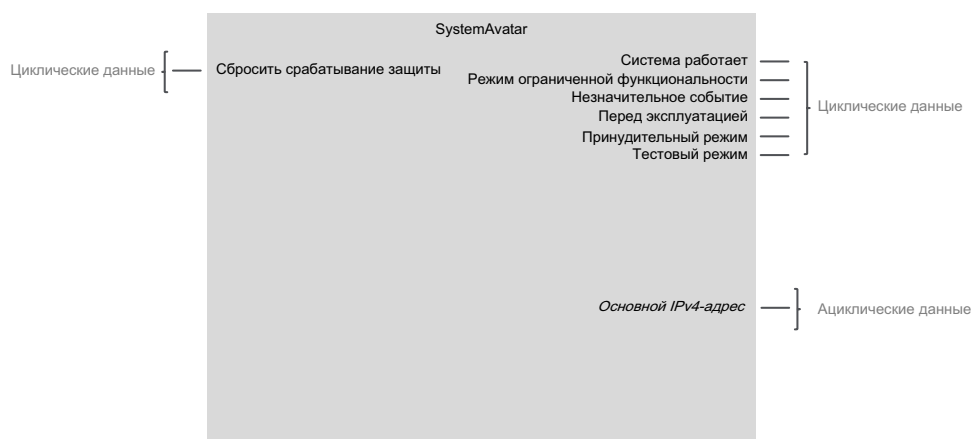 SystemAvatar
Циклические данные
Сбросить срабатывание защиты
Система работает
Режим ограниченной функциональности
Незначительное событие
Перед эксплуатацией
Принудительный режим
Тестовый режим
Циклические данные
Основной IPv4-адрес
Ациклические данные